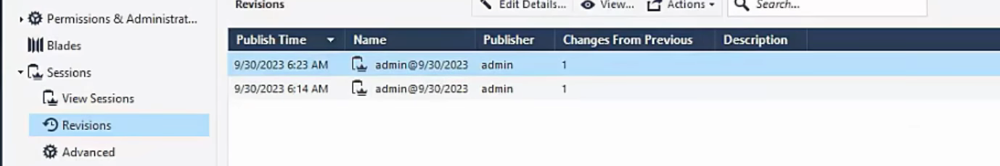 Permissions & Administrat...
Blades
Sessions
View Sessions
Revisions
Advanced
Revisions
Edit Details... View... Actions Search...
Publish Time Name Publisher Changes From Previous Description
9/30/2023 6:23 AM admin@9/30/2023 admin 1
9/30/2023 6:14 AM admin@9/30/2023 admin 1